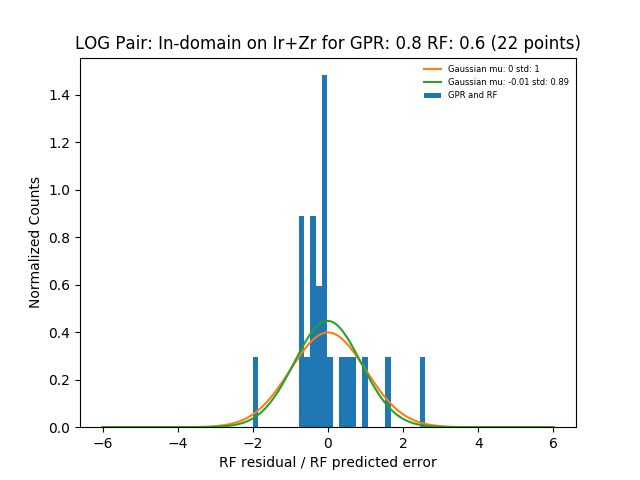 LOG Pair: In-domain on Ir+Zr for GPR: 0.8 RF: 0.6 (22 points)
Gaussian mu: 0 std: 1
Gaussian mu: -0.01 std: 0.89
GPR and RF
Normalized Counts
1.4
1.2
1.0
0.8
0.6
0.4
0.2
0.0
−6 −4 −2 0 2 4 6
RF residual / RF predicted error